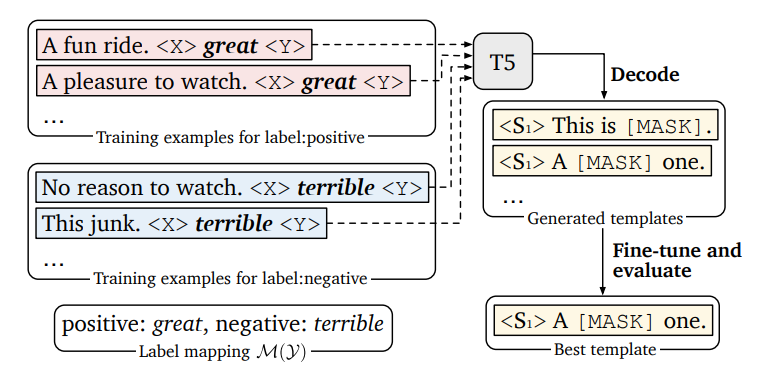 A fun ride. <X> great <Y>
A pleasure to watch. <X> great <Y>
...
Training examples for label:positive
No reason to watch. <X> terrible <Y>
This junk. <X> terrible <Y>
...
Training examples for label:negative
positive: great, negative: terrible
Label mapping M(Y)
T5
Decode
<S₁> This is [MASK].
<S₁> A [MASK] one.
...
Generated templates
Fine-tune and
evaluate
<S₁> A [MASK] one.
Best template